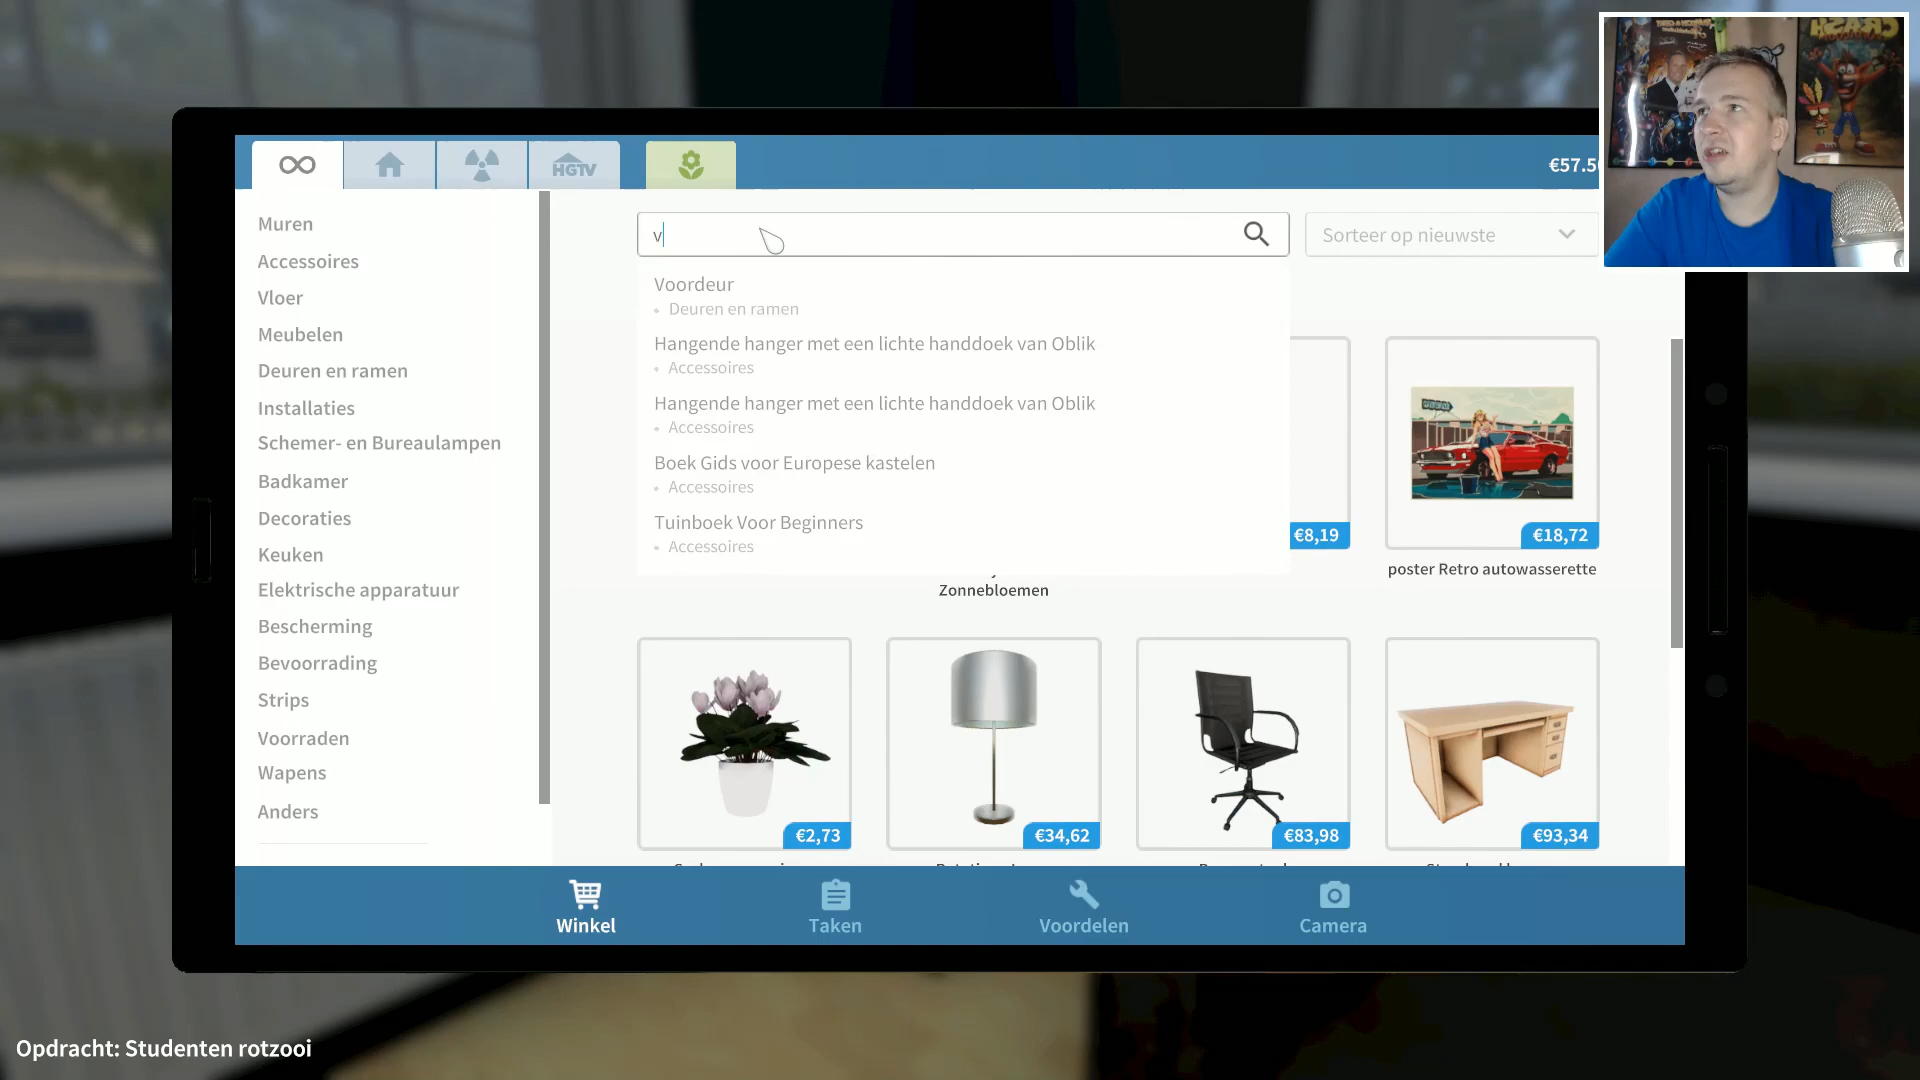 HGTV
€57.5
v
Sorteer op nieuwste
Muren
Accessoires
Vloer
Meubelen
Deuren en ramen
Installaties
Schemer- en Bureaulampen
Badkamer
Decoraties
Keuken
Elektrische apparatuur
Bescherming
Bevoorrading
Strips
Voorraden
Wapens
Anders
Voordeur
• Deuren en ramen
Hangende hanger met een lichte handdoek van Oblik
• Accessoires
Hangende hanger met een lichte handdoek van Oblik
• Accessoires
Boek Gids voor Europese kastelen
• Accessoires
Tuinboek Voor Beginners
• Accessoires
Zonnebloemen
€8,19
€18,72
poster Retro autowasserette
€2,73
€34,62
€83,98
€93,34
Winkel
Taken
Voordelen
Camera
Opdracht: Studenten rotzooi
CRASH